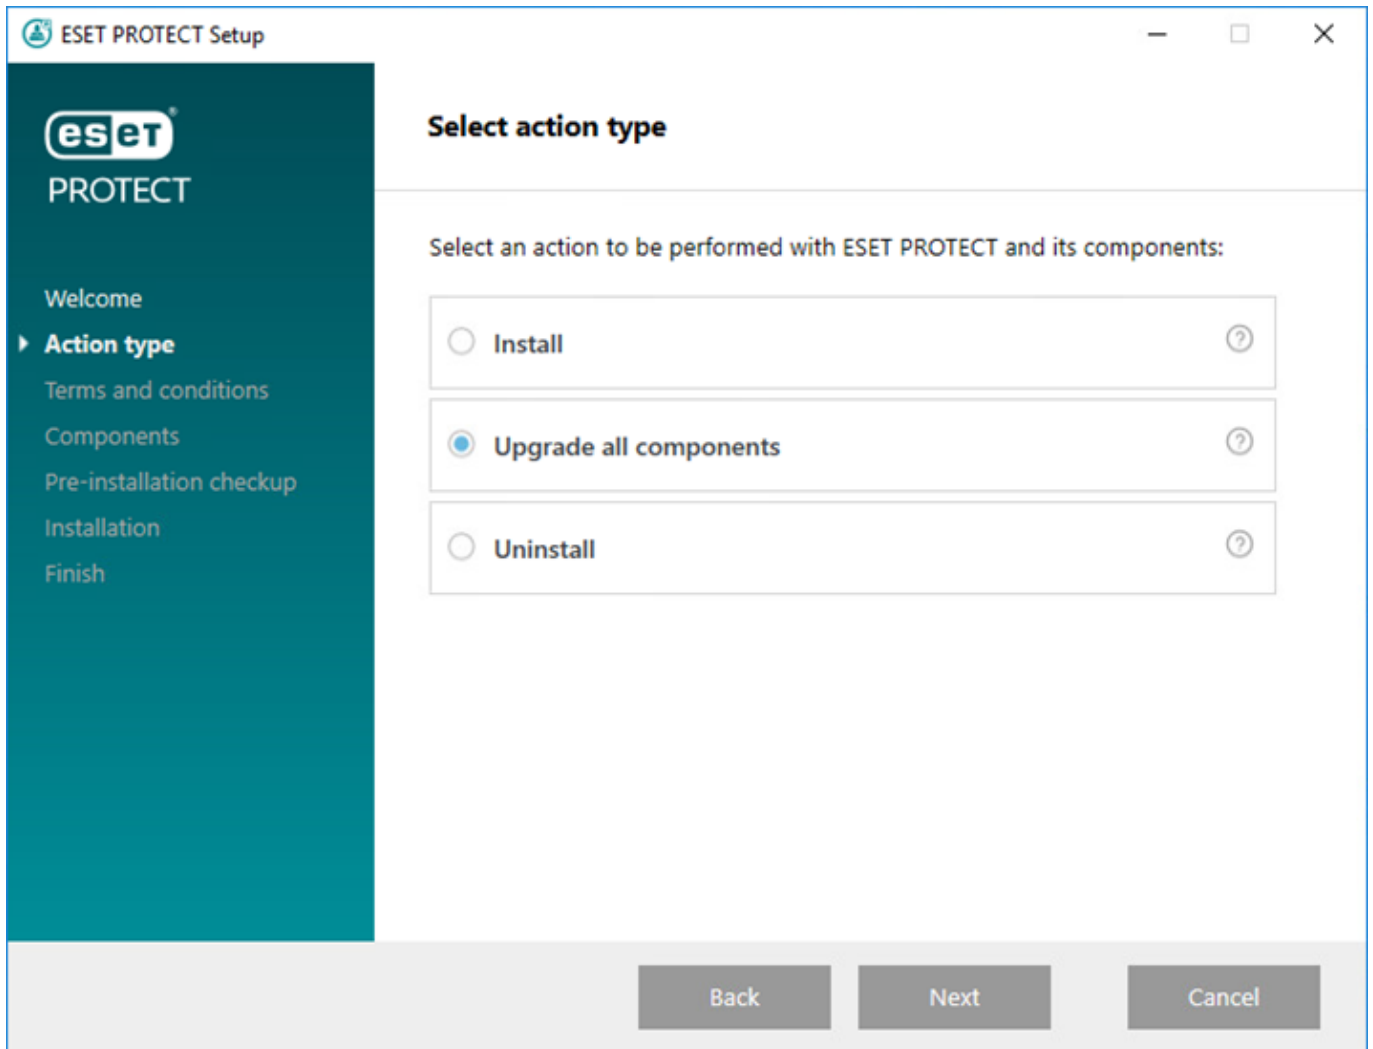 ESET PROTECT Setup
eset®
PROTECT
Welcome
Action type
Terms and conditions
Components
Pre-installation checkup
Installation
Finish
Select action type
Select an action to be performed with ESET PROTECT and its components:
Install ?
Upgrade all components ?
Uninstall ?
Back Next Cancel